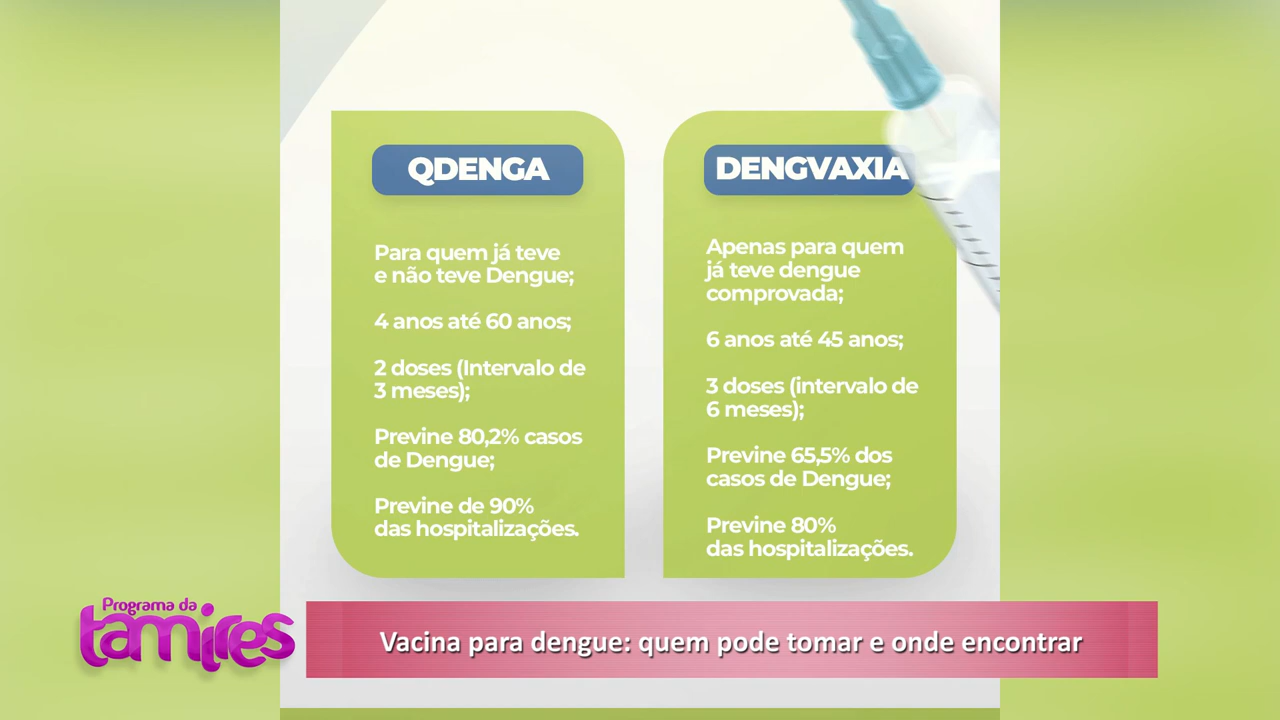 QDENGA
Para quem já teve
e não teve Dengue;
4 anos até 60 anos;
2 doses (Intervalo de
3 meses);
Previne 80,2% casos
de Dengue;
Previne de 90%
das hospitalizações.
DENGVAXIA
Apenas para quem
já teve dengue
comprovada;
6 anos até 45 anos;
3 doses (intervalo de
6 meses);
Previne 65,5% dos
casos de Dengue;
Previne 80%
das hospitalizações.
Programa da
tamires
Vacina para dengue: quem pode tomar e onde encontrar